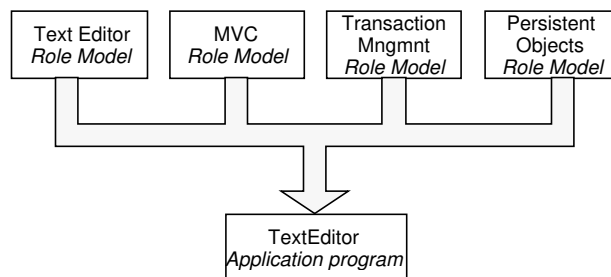 Text Editor
Role Model
MVC
Role Model
Transaction
Mngmnt
Role Model
Persistent
Objects
Role Model
TextEditor
Application program